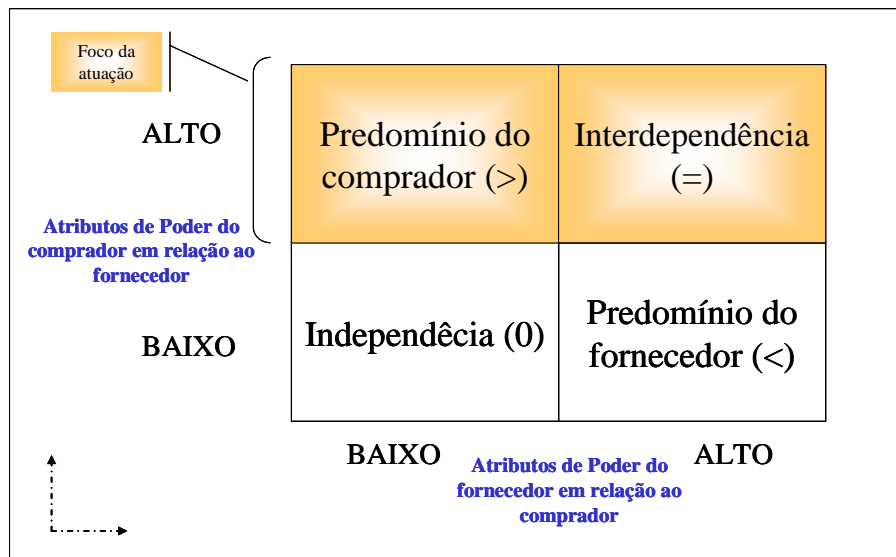 Foco da
atuação
ALTO
Predomínio do
comprador (>)
Interdependência
(=)
Atributos de Poder do
comprador em relação ao
fornecedor
BAIXO
Independêcia (0)
Predomínio do
fornecedor (<)
BAIXO
ALTO
Atributos de Poder do
fornecedor em relação ao
comprador